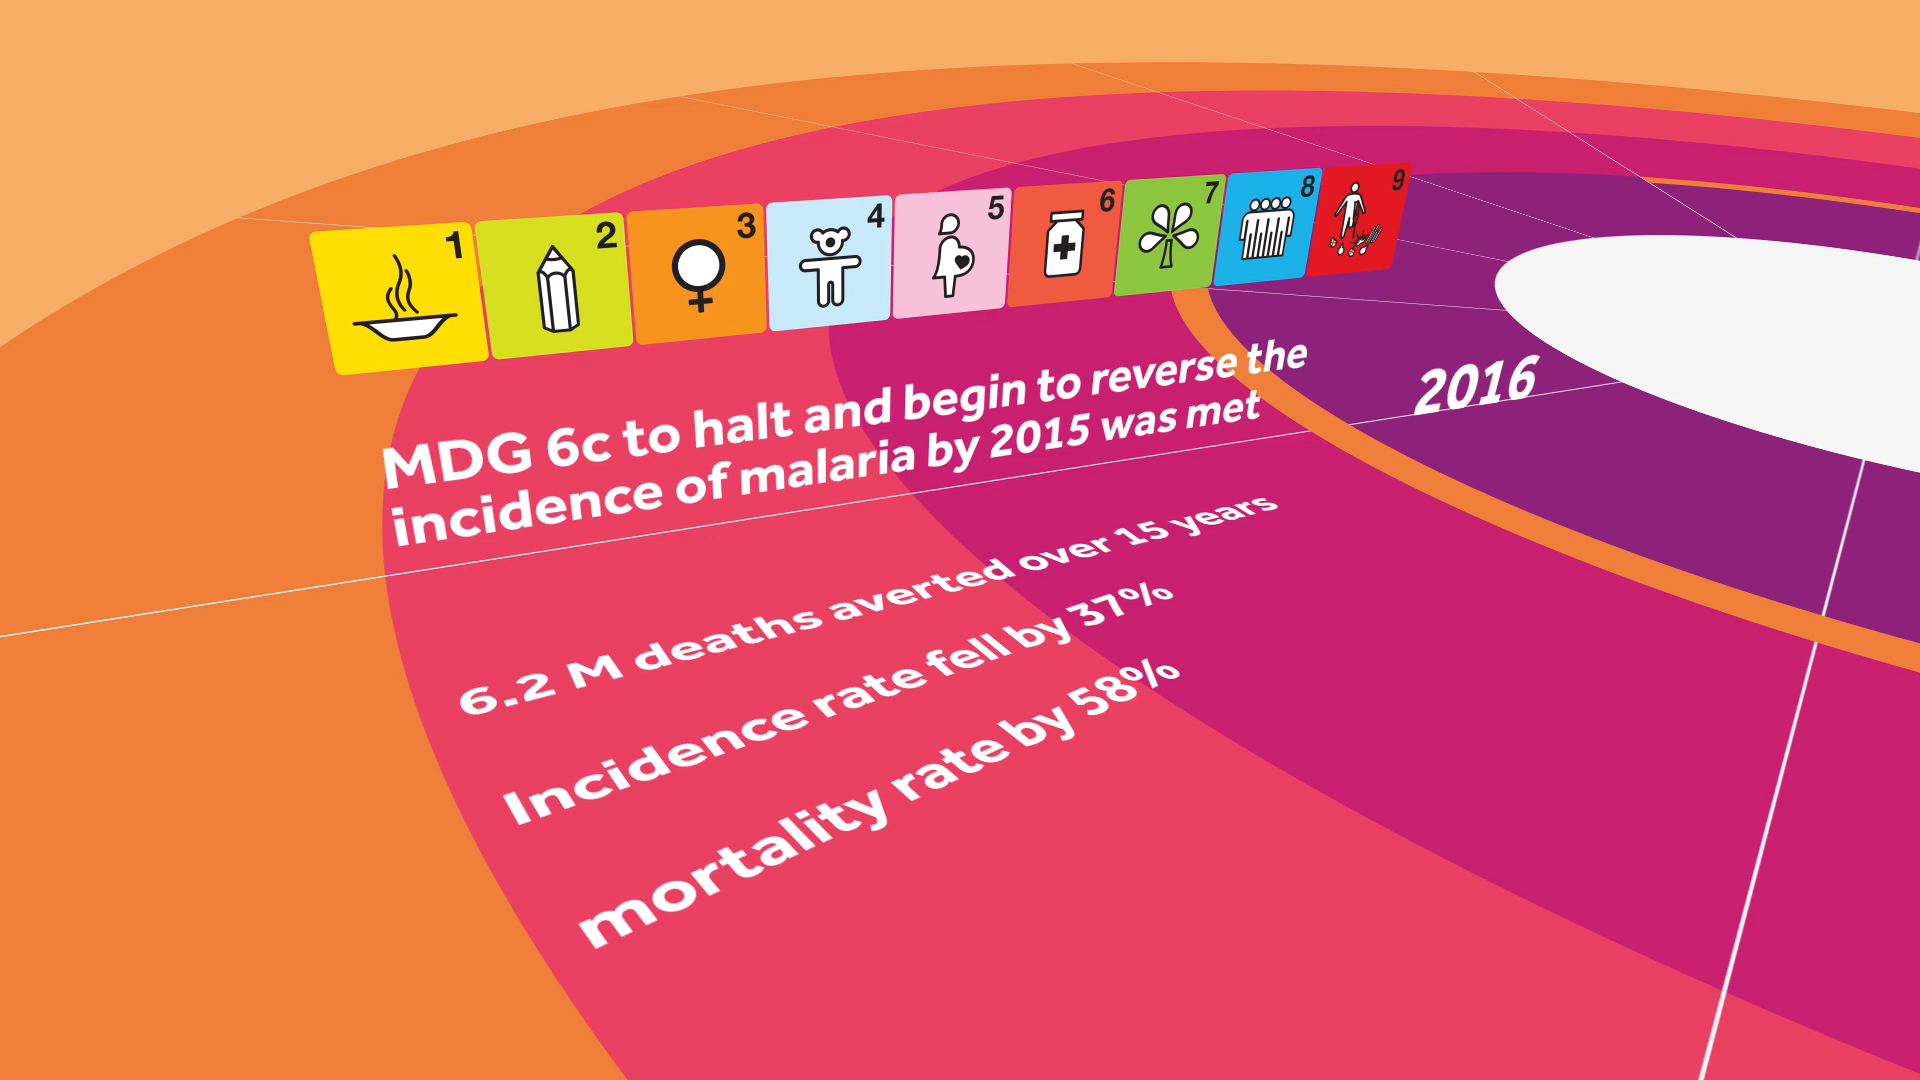 1 2 3 4 5 6 7 8 9
MDG 6c to halt and begin to reverse the
incidence of malaria by 2015 was met
2016
6.2 M deaths averted over 15 years
Incidence rate fell by 37%
mortality rate by 58%